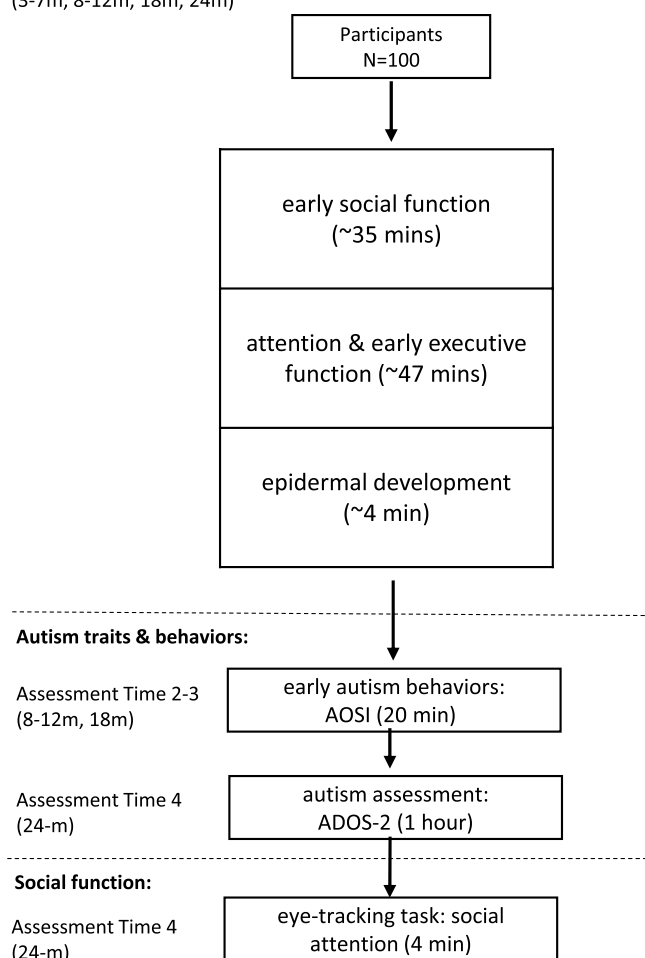 (3-7m, 8-12m, 18m, 24m)
Participants
N=100
early social function
(~35 mins)
attention & early executive
function (~47 mins)
epidermal development
(~4 min)
Autism traits & behaviors:
Assessment Time 2-3
(8-12m, 18m)
early autism behaviors:
AOSI (20 min)
Assessment Time 4
(24-m)
autism assessment:
ADOS-2 (1 hour)
Social function:
Assessment Time 4
(24-m)
eye-tracking task: social
attention (4 min)